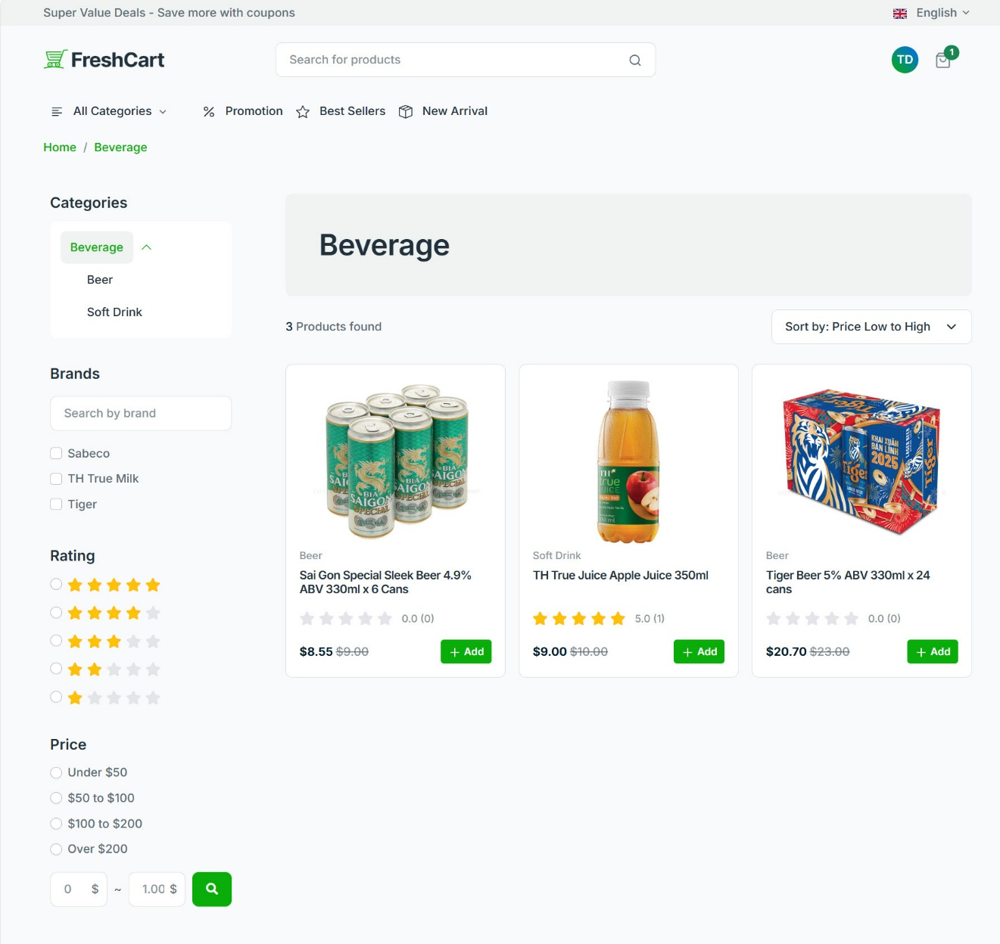 Super Value Deals - Save more with coupons
English
FreshCart
Search for products
TD
1
All Categories
Promotion
Best Sellers
New Arrival
Home / Beverage
Categories
Beverage
Beer
Soft Drink
Brands
Search by brand
Sabeco
TH True Milk
Tiger
Rating
Price
Under $50
$50 to $100
$100 to $200
Over $200
0 $ ~ 1.00 $
Beverage
3 Products found
Sort by: Price Low to High
BIA
SAIGON
SPECIAL
Beer
Sai Gon Special Sleek Beer 4.9%
ABV 330ml x 6 Cans
0.0 (0)
$8.55 $9.00
+ Add
TH
true
JUICE
Soft Drink
TH True Juice Apple Juice 350ml
5.0 (1)
$9.00 $10.00
+ Add
Tiger
KHAI XUÂN
BẢN LĨNH
2025
Tiger
LAGER BEER
Tiger
Beer
Tiger Beer 5% ABV 330ml x 24
cans
0.0 (0)
$20.70 $23.00
+ Add